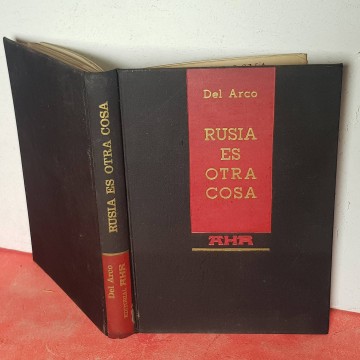 Del Arco
RUSIA
ES
OTRA
COSA
AHR
RUSIA ES OTRA COSA
Del Arco
EDITORIAL AHR